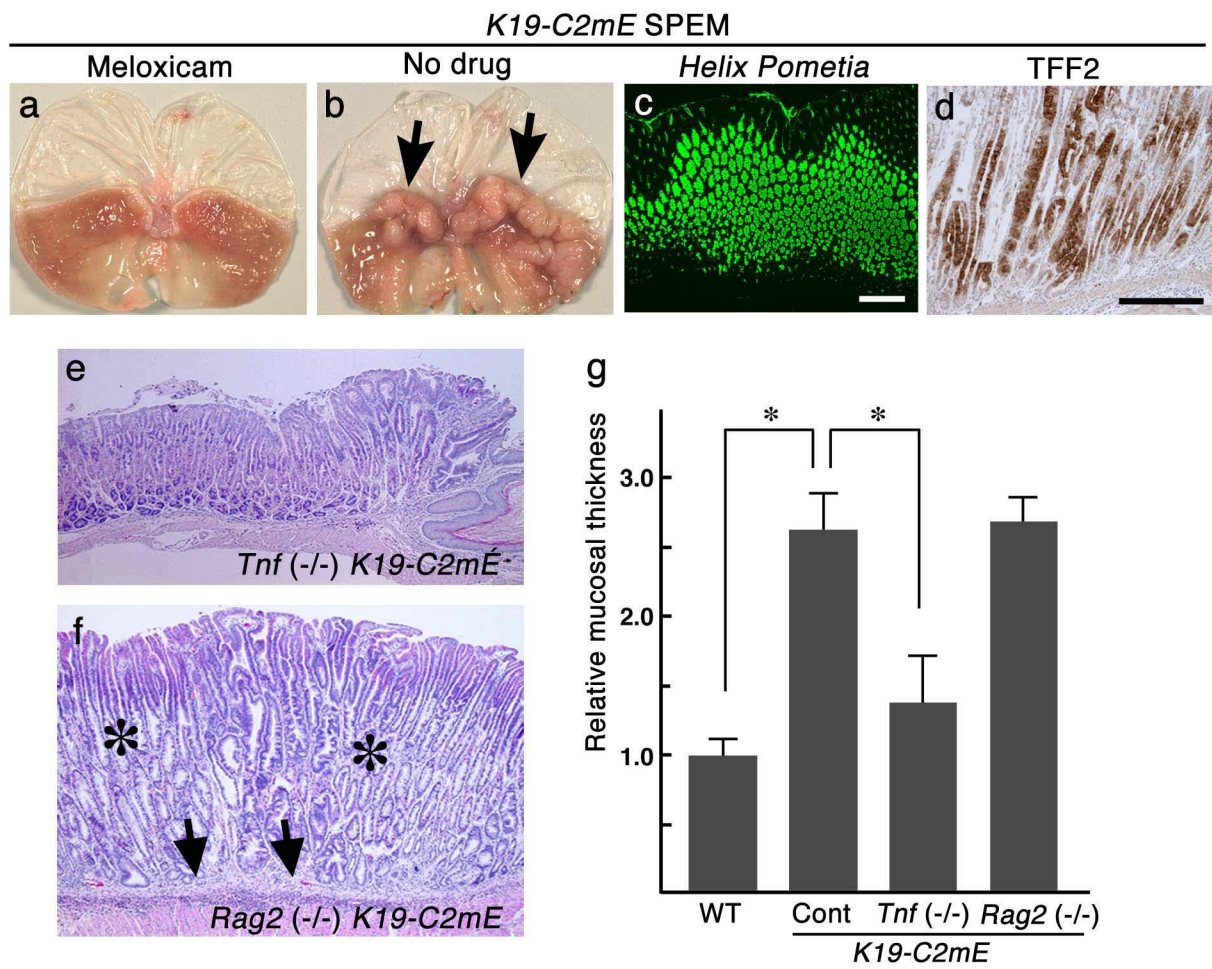 K19-C2mE SPEM
Meloxicam
No drug
Helix Pometia
TFF2
a
b
c
d
e
Tnf (-/-) K19-C2mÉ
f
*
*
Rag2 (-/-) K19-C2mE
g
*
*
Relative mucosal thickness
3.0
2.0
1.0
WT
Cont
Tnf (-/-)
Rag2 (-/-)
K19-C2mE